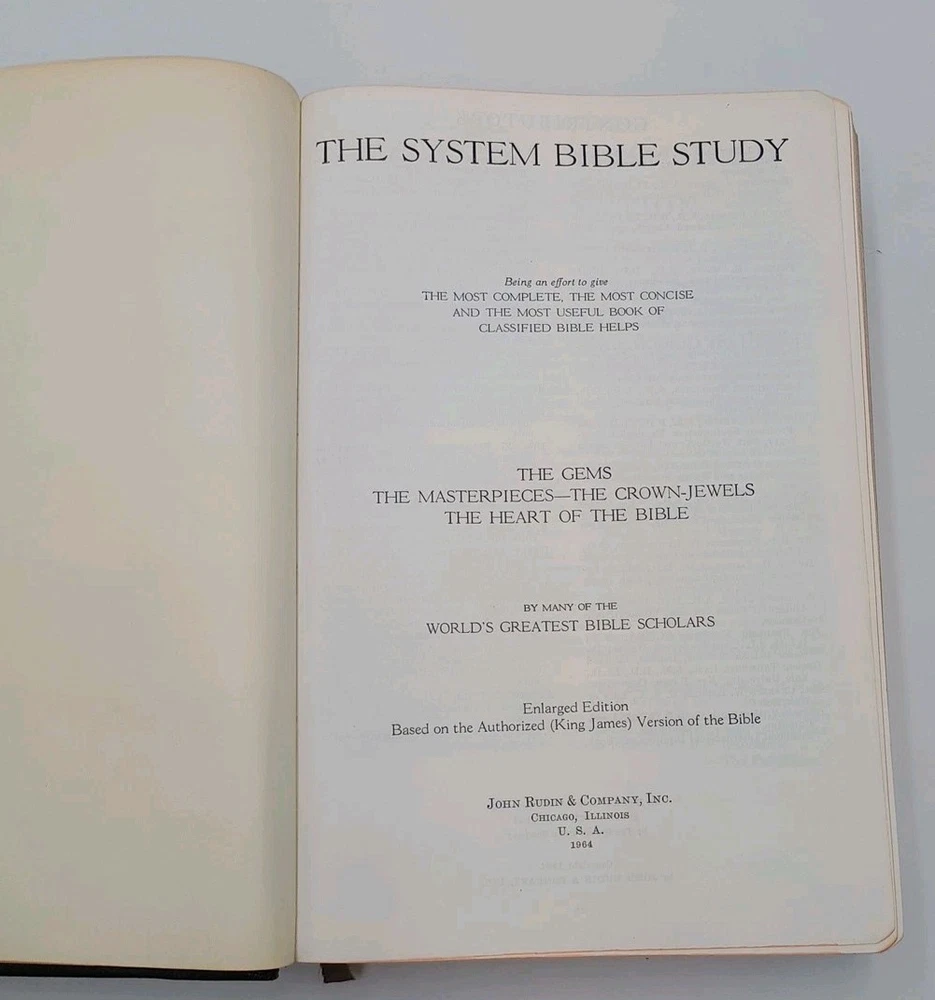 THE SYSTEM BIBLE STUDY
Being an effort to give
THE MOST COMPLETE, THE MOST CONCISE
AND THE MOST USEFUL BOOK OF
CLASSIFIED BIBLE HELPS
THE GEMS
THE MASTERPIECES—THE CROWN-JEWELS
THE HEART OF THE BIBLE
BY MANY OF THE
WORLD'S GREATEST BIBLE SCHOLARS
Enlarged Edition
Based on the Authorized (King James) Version of the Bible
JOHN RUDIN & COMPANY, INC.
CHICAGO, ILLINOIS
U. S. A.
1964